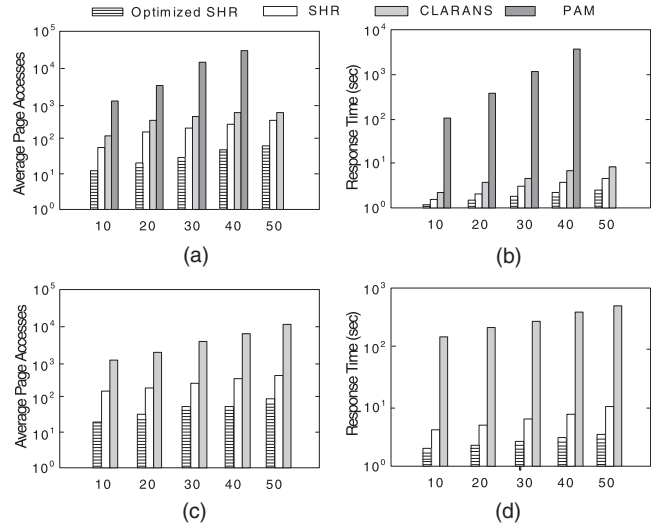 Optimized SHR SHR CLARANS PAM
Average Page Accesses
10^5
10^4
10^3
10^2
10^1
10^0
10 20 30 40 50
(a)
Response Time (sec)
10^4
10^3
10^2
10^1
10^0
10 20 30 40 50
(b)
Average Page Accesses
10^5
10^4
10^3
10^2
10^1
10^0
10 20 30 40 50
(c)
Response Time (sec)
10^3
10^2
10^1
10^0
10 20 30 40 50
(d)